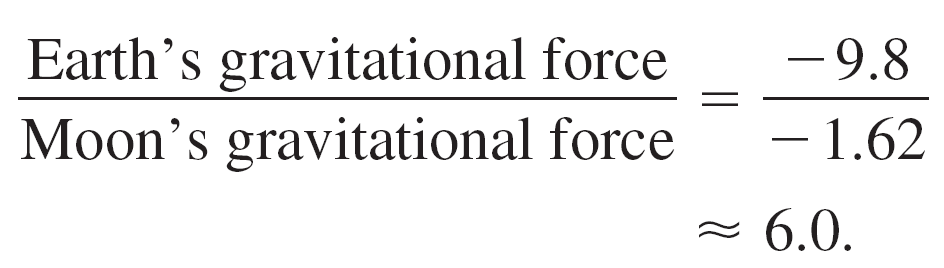 Earth's gravitational force / Moon's gravitational force = −9.8 / −1.62
≈ 6.0.